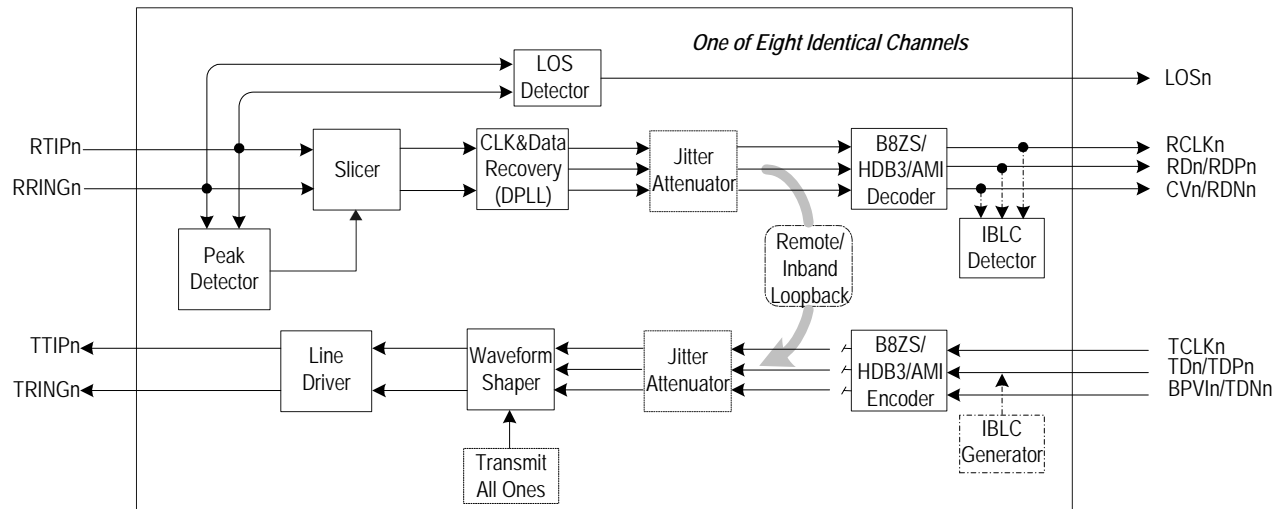 One of Eight Identical Channels
LOS
Detector
LOSn
RTIPn
RRINGn
Slicer
CLK&Data
Recovery
(DPLL)
Jitter
Attenuator
B8ZS/
HDB3/AMI
Decoder
RCLKn
RDn/RDPn
CVn/RDNn
Peak
Detector
Remote/
Inband
Loopback
IBLC
Detector
TTIPn
TRINGn
Line
Driver
Waveform
Shaper
Jitter
Attenuator
B8ZS/
HDB3/AMI
Encoder
TCLKn
TDn/TDPn
BPVIn/TDNn
Transmit
All Ones
IBLC
Generator